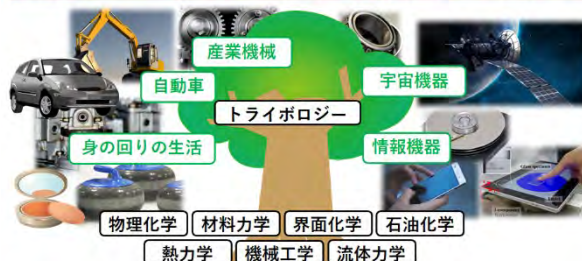 産業機械
自動車
宇宙機器
トライボロジー
身の回りの生活
情報機器
物理化学 材料力学 界面化学 石油化学
熱力学 機械工学 流体力学